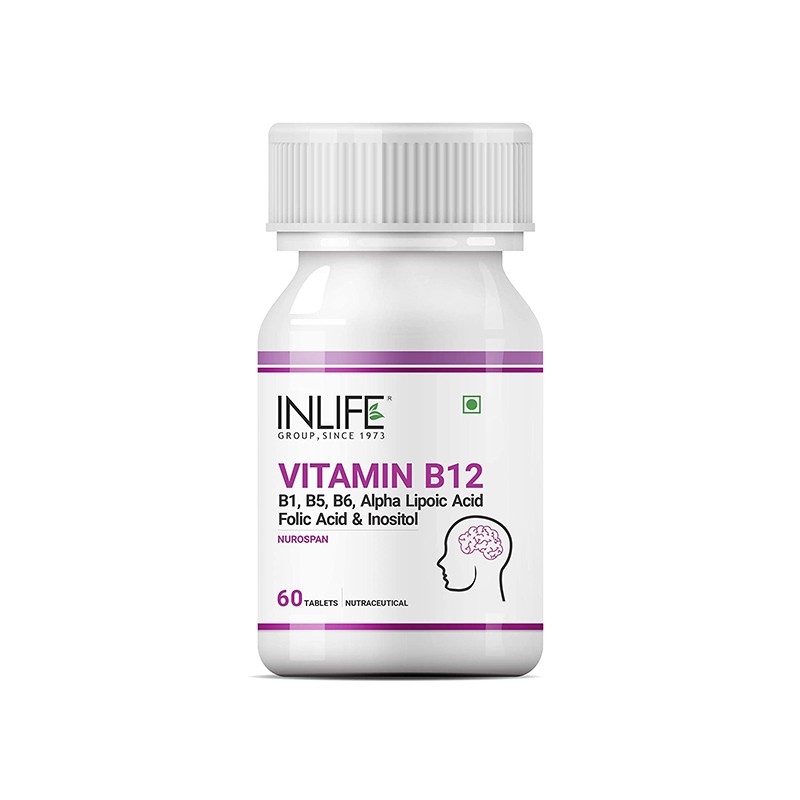 INLIFE®
GROUP, SINCE 1973
VITAMIN B12
B1, B5, B6, Alpha Lipoic Acid
Folic Acid & Inositol
NUROSPAN
60 TABLETS | NUTRACEUTICAL